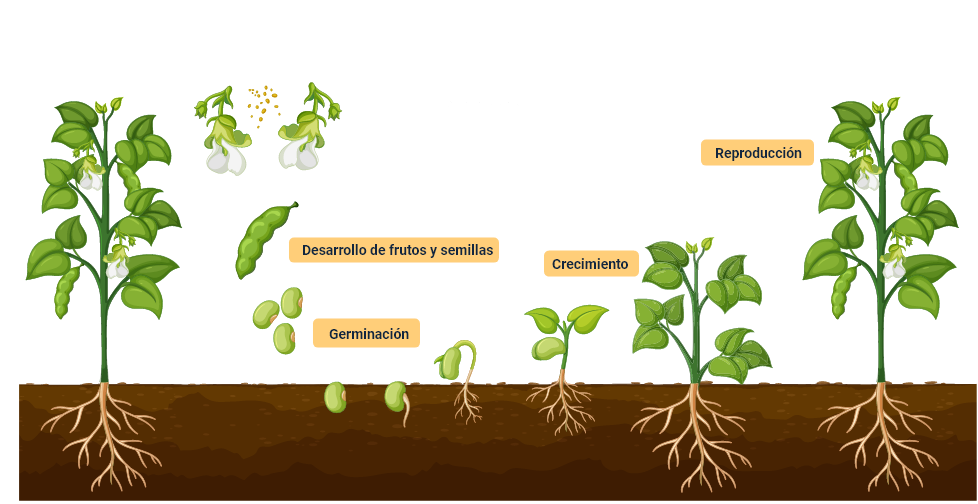 Reproducción
Desarrollo de frutos y semillas
Crecimiento
Germinación